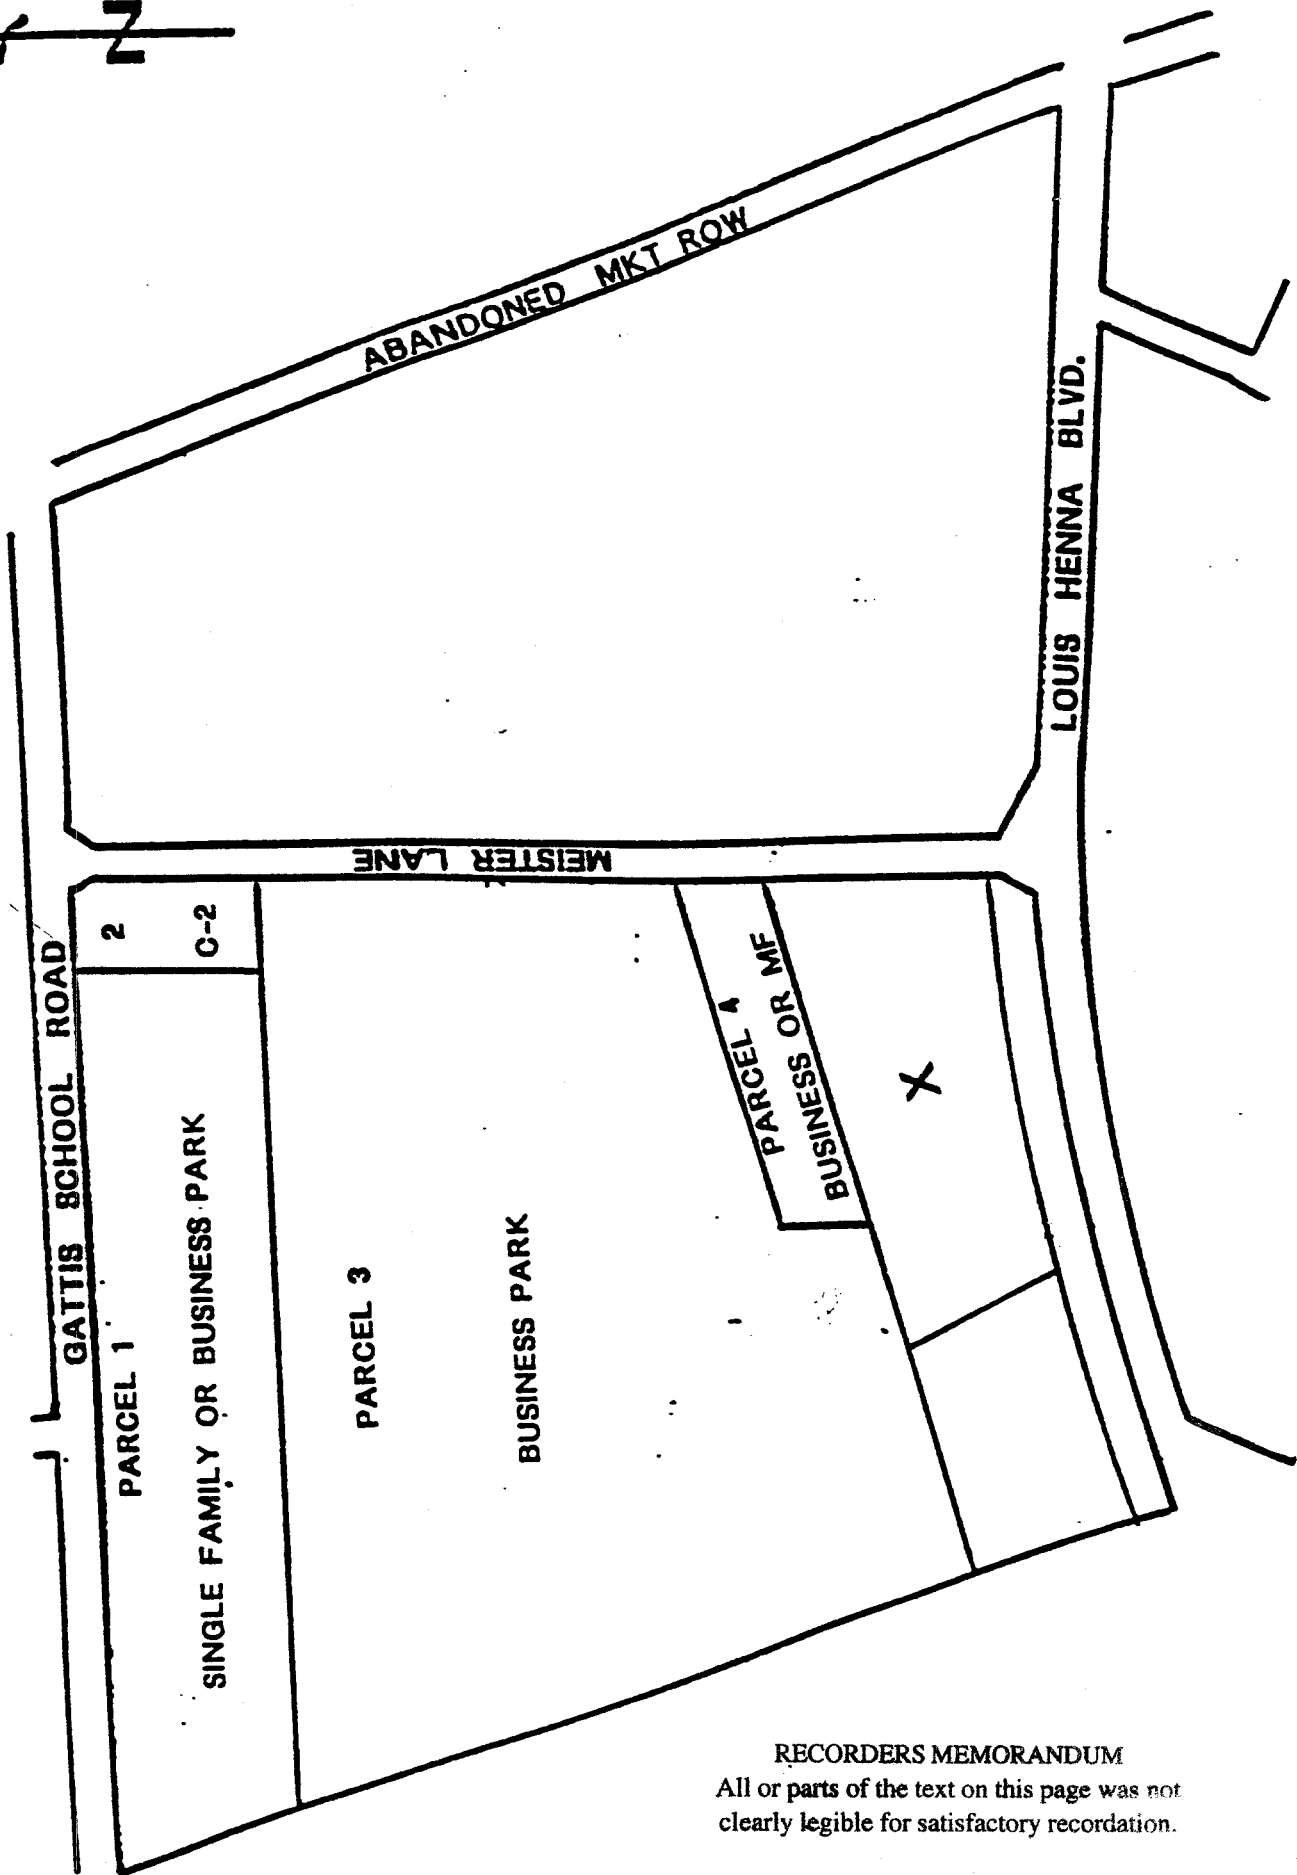 N
ABANDONED MKT ROW
LOUIS HENNA BLVD.
MEISTER LANE
GATTIS SCHOOL ROAD
2
C-2
PARCEL 1
SINGLE FAMILY OR BUSINESS PARK
PARCEL 3
BUSINESS PARK
PARCEL 4
BUSINESS OR MF
X
RECORDERS MEMORANDUM
All or parts of the text on this page was not
clearly legible for satisfactory recordation.